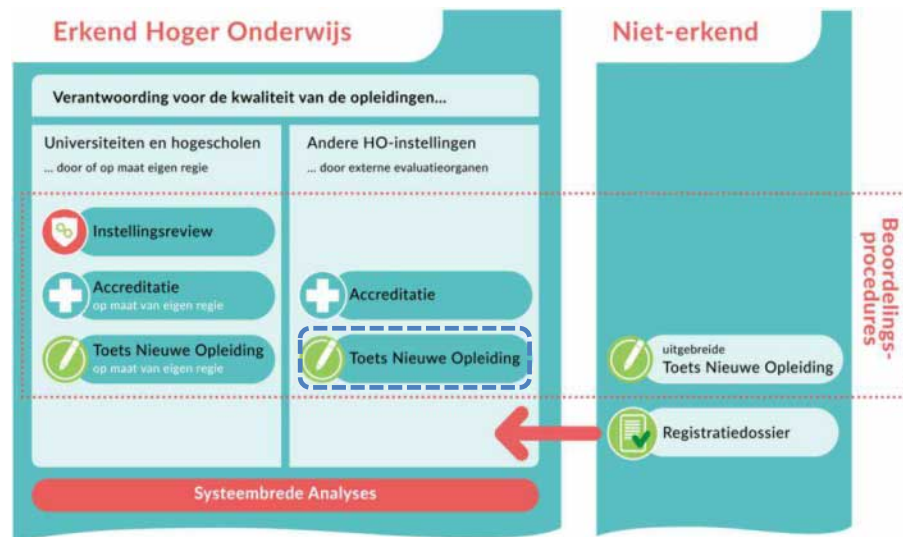 Erkend Hoger Onderwijs
Verantwoording voor de kwaliteit van de opleidingen...
Universiteiten en hogescholen
... door of op maat eigen regie
Instellingsreview
Accreditatie
op maat van eigen regie
Toets Nieuwe Opleiding
op maat van eigen regie
Andere HO-instellingen
... door externe evaluatieorganen
Accreditatie
Toets Nieuwe Opleiding
Systeembrede Analyses
Niet-erkend
uitgebreide
Toets Nieuwe Opleiding
Registratiedossier
Beoordelings-
procedures